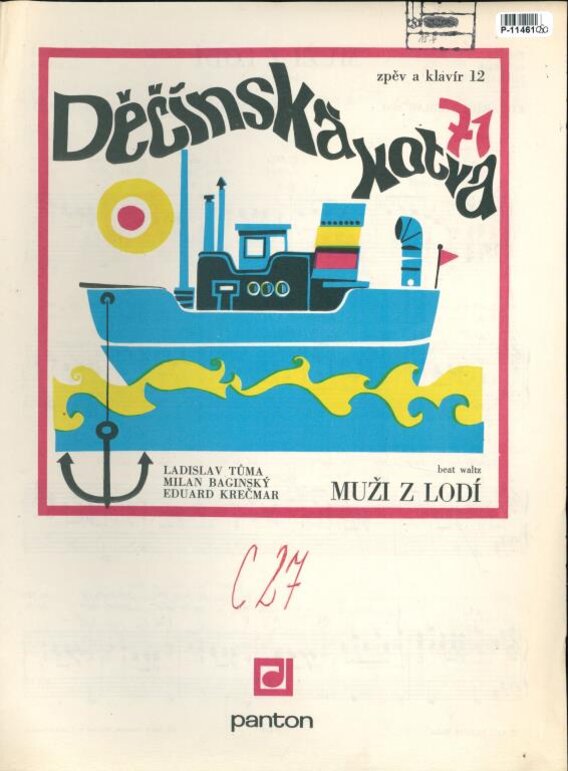 P-11461
zpěv a klavír 12
Děčínská kotva
71
LADISLAV TŮMA
MILAN BAGINSKÝ
EDUARD KREČMAR
beat waltz
MUŽI Z LODÍ
C 27
panton